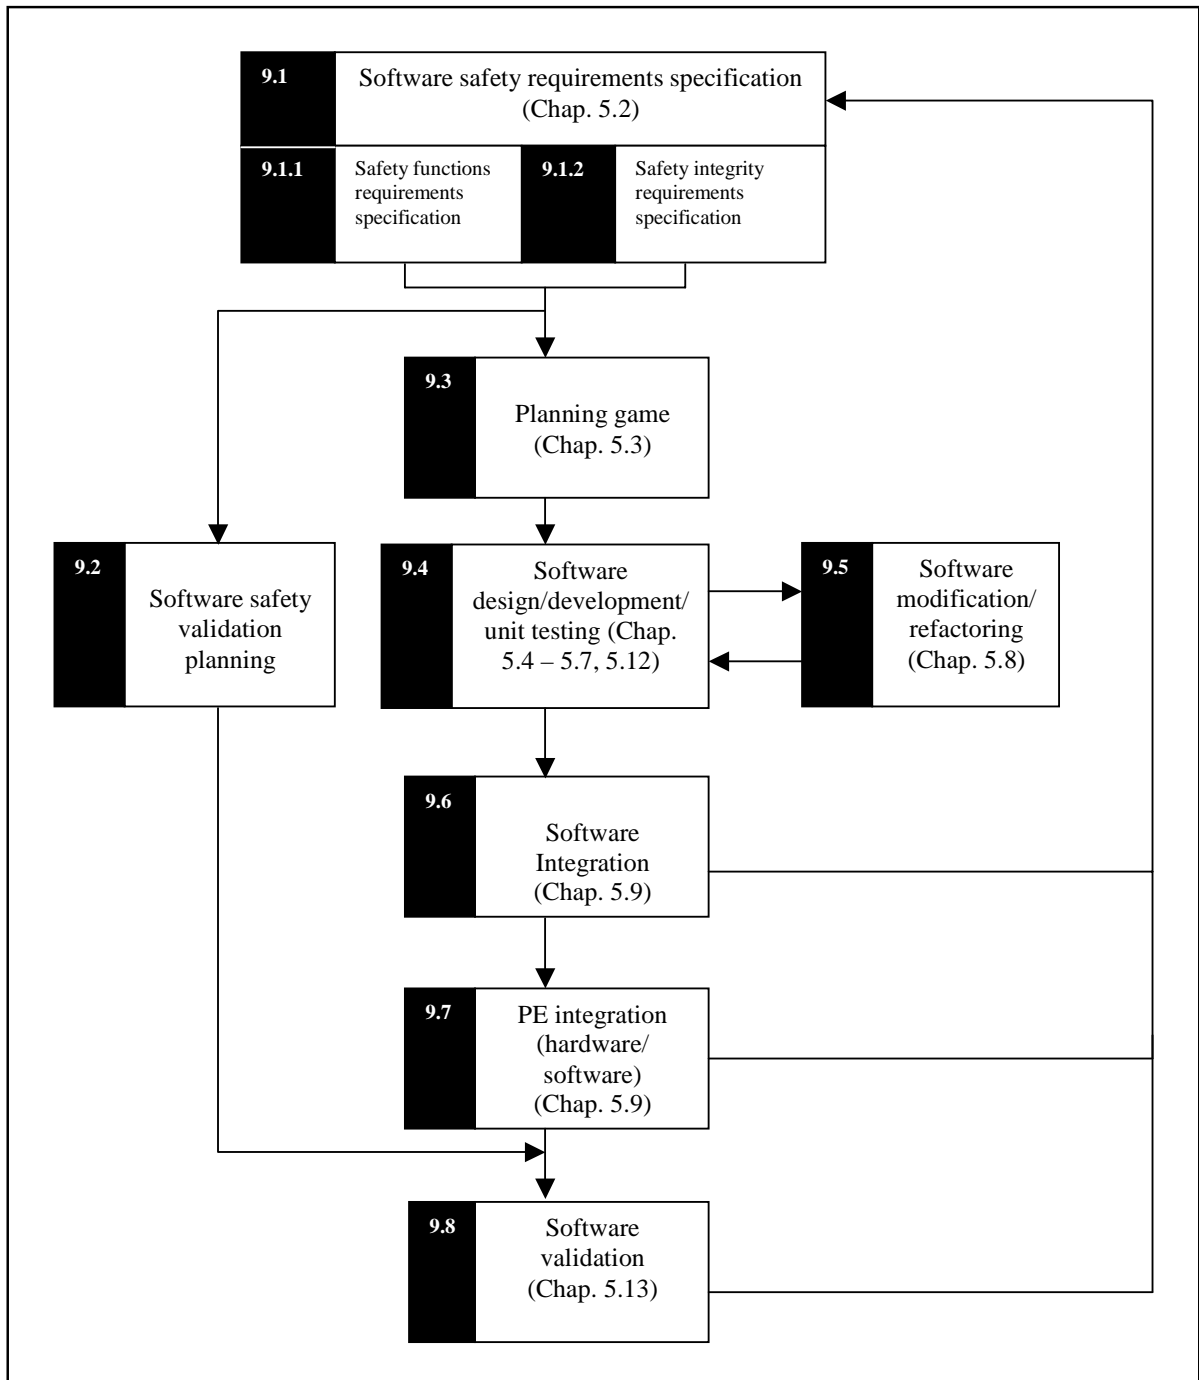 9.1
Software safety requirements specification
(Chap. 5.2)
9.1.1
Safety functions
requirements
specification
9.1.2
Safety integrity
requirements
specification
9.3
Planning game
(Chap. 5.3)
9.2
Software safety
validation
planning
9.4
Software
design/development/
unit testing (Chap.
5.4 – 5.7, 5.12)
9.5
Software
modification/
refactoring
(Chap. 5.8)
9.6
Software
Integration
(Chap. 5.9)
9.7
PE integration
(hardware/
software)
(Chap. 5.9)
9.8
Software
validation
(Chap. 5.13)